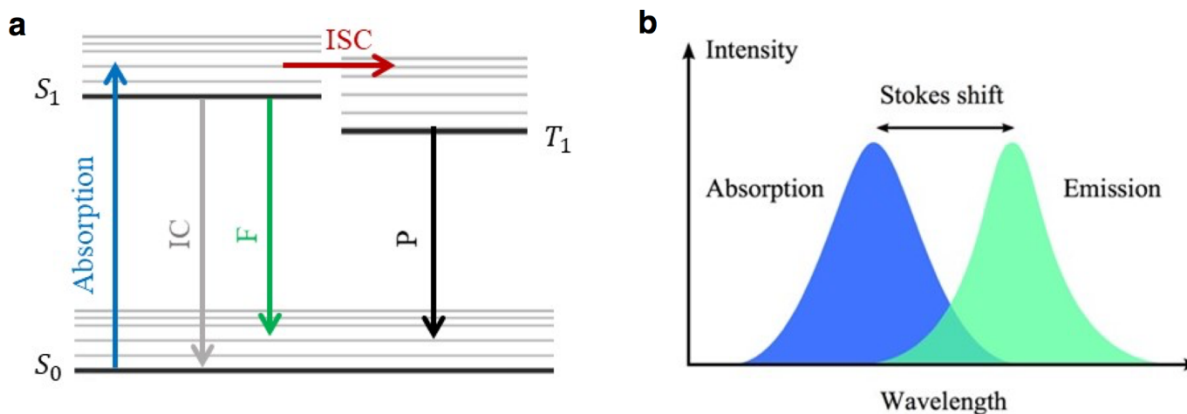 a
ISC
S₁
T₁
Absorption
IC
F
P
S₀
b
Intensity
Stokes shift
Absorption
Emission
Wavelength